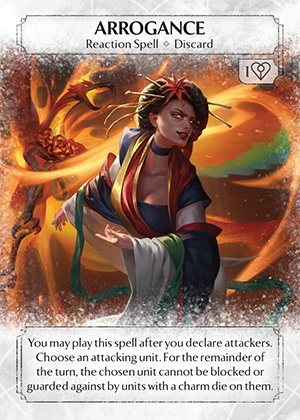 ARROGANCE
Reaction Spell ⬦ Discard
1
You may play this spell after you declare attackers.
Choose an attacking unit. For the remainder of
the turn, the chosen unit cannot be blocked or
guarded against by units with a charm die on them.